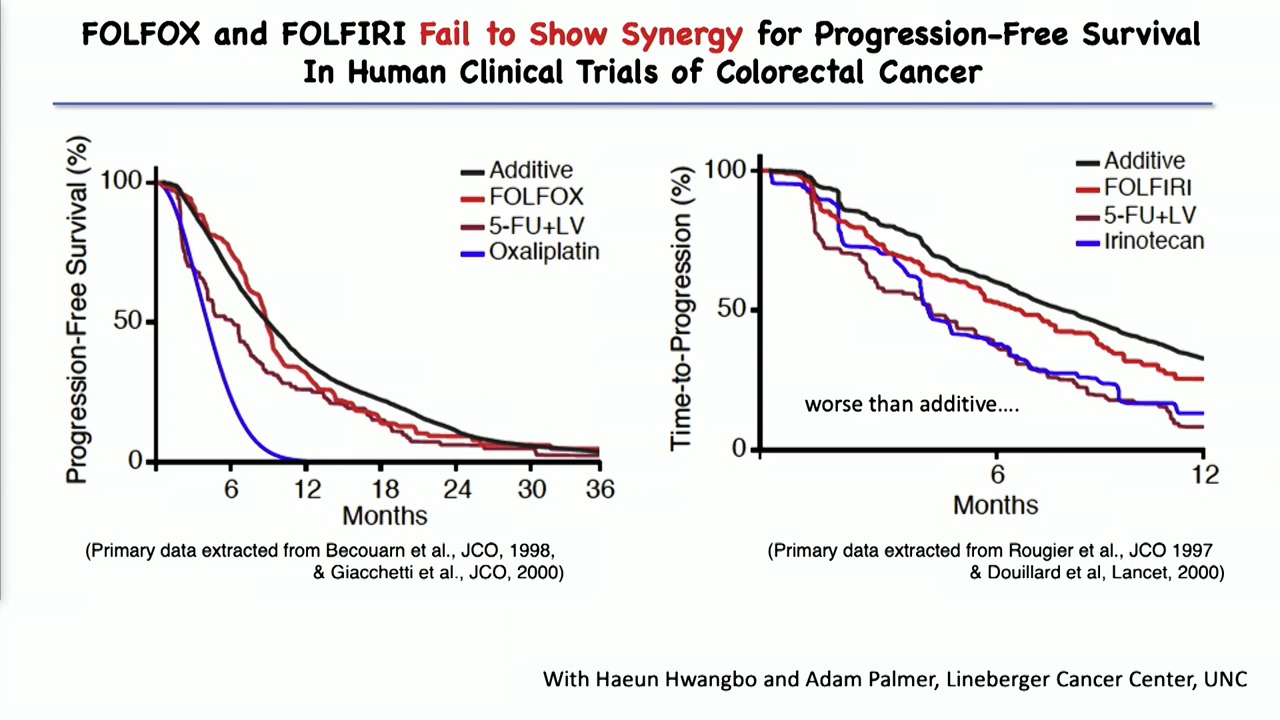 FOLFOX and FOLFIRI Fail to Show Synergy for Progression-Free Survival
In Human Clinical Trials of Colorectal Cancer
Progression-Free Survival (%)
100
50
0
6 12 18 24 30 36
Months
Additive
FOLFOX
5-FU+LV
Oxaliplatin
(Primary data extracted from Becouarn et al., JCO, 1998,
& Giacchetti et al., JCO, 2000)
Time-to-Progression (%)
100
50
0
6 12
Months
Additive
FOLFIRI
5-FU+LV
Irinotecan
worse than additive....
(Primary data extracted from Rougier et al., JCO 1997
& Douillard et al, Lancet, 2000)
With Haeun Hwangbo and Adam Palmer, Lineberger Cancer Center, UNC